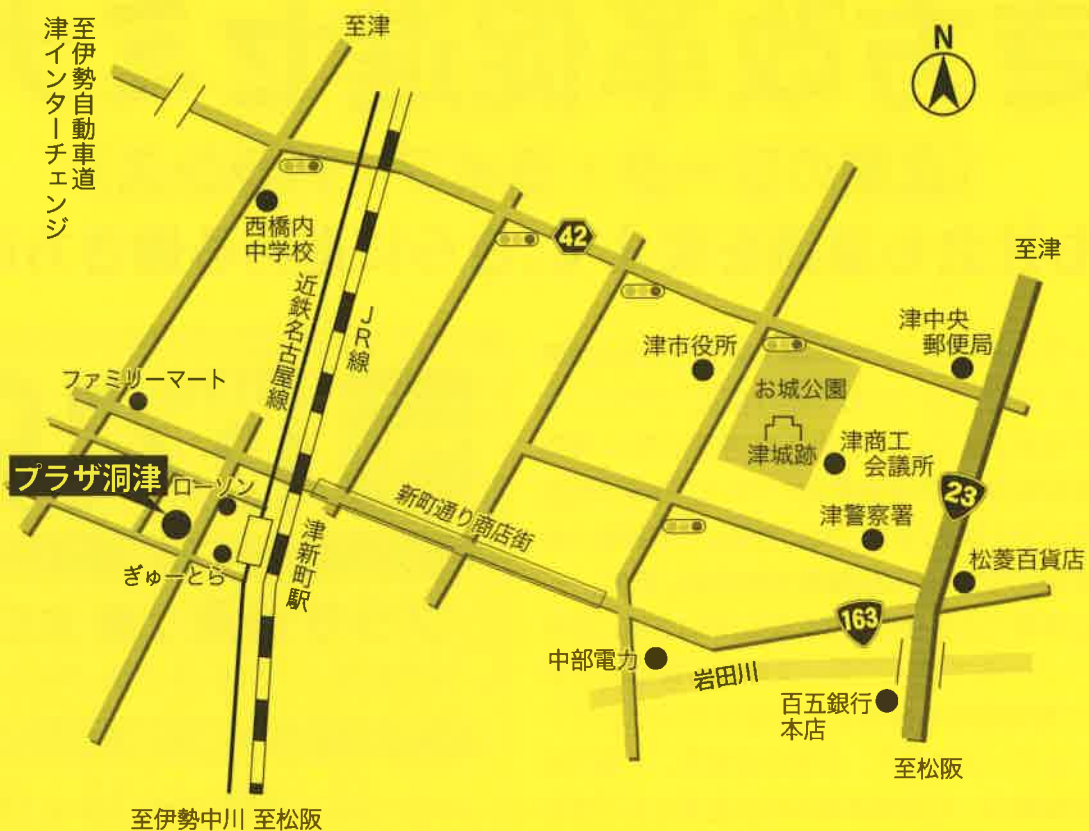 至伊勢自動車道
津インターチェンジ
至津
N
西橋内
中学校
42
至津
近鉄名古屋線
JR線
津市役所
津中央
郵便局
ファミリーマート
お城公園
津城跡
津商工
会議所
プラザ洞津
ローソン
新町通り商店街
23
津警察署
ぎゅーとら
津新町駅
松菱百貨店
163
中部電力
岩田川
百五銀行
本店
至松阪
至伊勢中川
至松阪